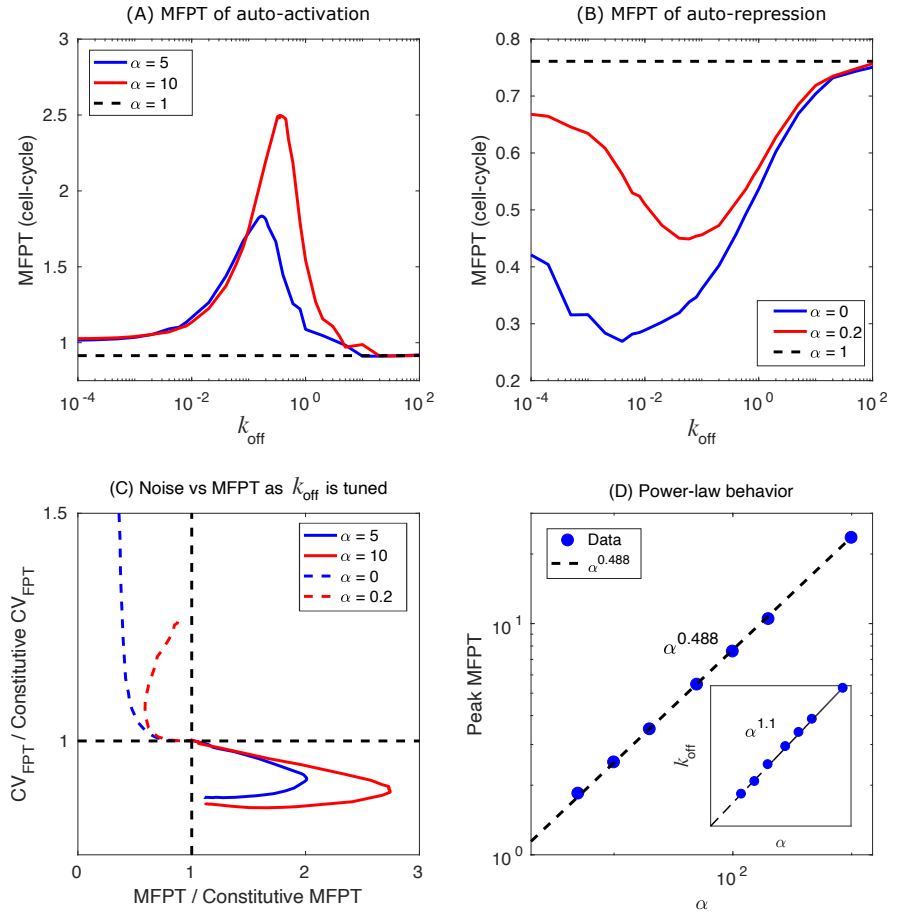 (A) MFPT of auto-activation
3
2.5
2
1.5
1
MFPT (cell-cycle)
α = 5
α = 10
α = 1
10^-4
10^-2
10^0
10^2
k_off
(B) MFPT of auto-repression
0.8
0.7
0.6
0.5
0.4
0.3
0.2
MFPT (cell-cycle)
α = 0
α = 0.2
α = 1
10^-4
10^-2
10^0
10^2
k_off
(C) Noise vs MFPT as k_off is tuned
1.5
1
CV_FPT / Constitutive CV_FPT
α = 5
α = 10
α = 0
α = 0.2
0
1
2
3
MFPT / Constitutive MFPT
(D) Power-law behavior
10^1
10^0
Peak MFPT
Data
α^0.488
α^0.488
α^1.1
k_off
α
10^2
α